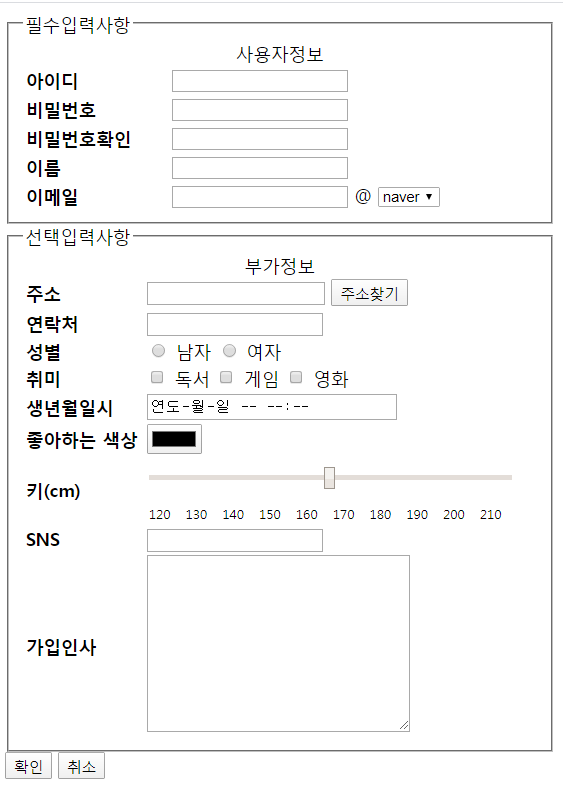 필수입력사항
사용자정보
아이디
비밀번호
비밀번호확인
이름
이메일 @ naver
선택입력사항
부가정보
주소 주소찾기
연락처
성별 남자 여자
취미 독서 게임 영화
생년월일시 연도-월-일 -- --:--
좋아하는 색상
키(cm)
120 130 140 150 160 170 180 190 200 210
SNS
가입인사
확인 취소